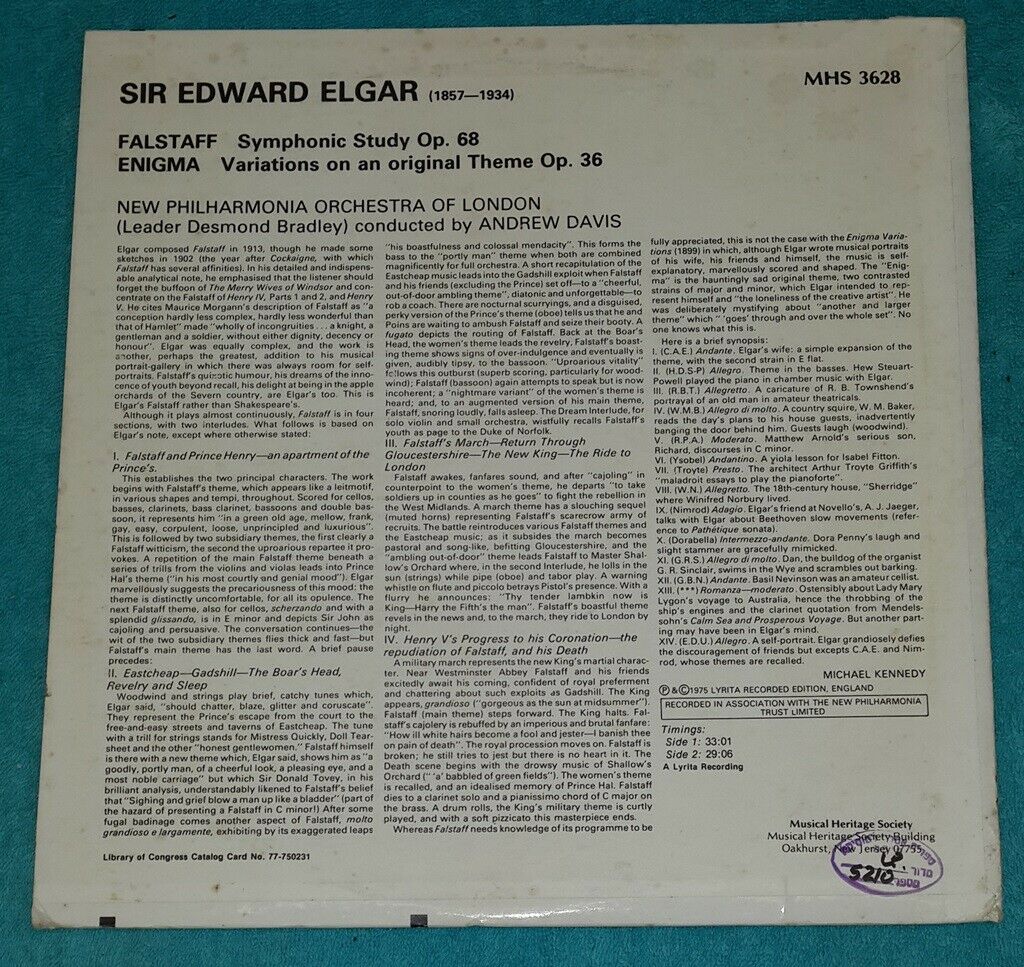 SIR EDWARD ELGAR (1857—1934)
MHS 3628
FALSTAFF Symphonic Study Op. 68
ENIGMA Variations on an original Theme Op. 36
NEW PHILHARMONIA ORCHESTRA OF LONDON
(Leader Desmond Bradley) conducted by ANDREW DAVIS
Elgar composed Falstaff in 1913, though he made some
sketches in 1902 (the year after Cockaigne, with which
Falstaff has several affinities). In his detailed and indispens-
able analytical note, he emphasised that the listener should
forget the buffoon of The Merry Wives of Windsor and con-
centrate on the Falstaff of Henry IV, Parts 1 and 2, and Henry
V. He cites Maurice Morgann's description of Falstaff as "a
conception hardly less complex, hardly less wonderful than
that of Hamlet" made "wholly of incongruities . . . a knight, a
gentleman and a soldier, without either dignity, decency or
honour". Elgar was equally complex, and the work is
another, perhaps the greatest, addition to his musical
portrait-gallery in which there was always room for self-
portraits. Falstaff's quixotic humour, his dreams of the inno-
cence of youth beyond recall, his delight at being in the apple
orchards of the Severn country, are Elgar's too. This is
Elgar's Falstaff rather than Shakespeare's.
Although it plays almost continuously, Falstaff is in four
sections, with two interludes. What follows is based on
Elgar's note, except where otherwise stated:
I. Falstaff and Prince Henry—an apartment of the
Prince's.
This establishes the two principal characters. The work
begins with Falstaff's theme, which appears like a leitmotif,
in various shapes and tempi, throughout. Scored for cellos,
basses, clarinets, bass clarinet, bassoons and double bas-
soon, it represents him "in a green old age, mellow, frank,
gay, easy, corpulent, loose, unprincipled and luxurious".
This is followed by two subsidiary themes, the first clearly a
Falstaff witticism, the second the uproarious repartee it pro-
vokes. A repetition of the main Falstaff theme beneath a
series of trills from the violins and violas leads into Prince
Hal's theme ("in his most courtly and genial mood"). Elgar
marvellously suggests the precariousness of this mood: the
theme is distinctly uncomfortable, for all its opulence. The
next Falstaff theme, also for cellos, scherzando and with a
splendid glissando, is in E minor and depicts Sir John as
cajoling and persuasive. The conversation continues—the
wit of the two subsidiary themes flies thick and fast—but
Falstaff's main theme has the last word. A brief pause
precedes:
II. Eastcheap—Gadshill—The Boar's Head,
Revelry and Sleep
Woodwind and strings play brief, catchy tunes which,
Elgar said, "should chatter, blaze, glitter and coruscate".
They represent the Prince's escape from the court to the
free-and-easy streets and taverns of Eastcheap. The tune
with a trill for strings stands for Mistress Quickly, Doll Tear-
sheet and the other "honest gentlewomen." Falstaff himself
is there with a new theme which, Elgar said, shows him as "a
goodly, portly man, of a cheerful look, a pleasing eye, and a
most noble carriage" but which Sir Donald Tovey, in his
brilliant analysis, understandably likened to Falstaff's belief
that "Sighing and grief blow a man up like a bladder" (part of
the hazard of presenting a Falstaff in C minor!) After some
fugal badinage comes another aspect of Falstaff, molto
grandioso e largamente, exhibiting by its exaggerated leaps
"his boastfulness and colossal mendacity". This forms the
bass to the "portly man" theme when both are combined
magnificently for full orchestra. A short recapitulation of the
Eastcheap music leads into the Gadshill exploit when Falstaff
and his friends (excluding the Prince) set off—to a "cheerful,
out-of-door ambling theme", diatonic and unforgettable—to
rob a coach. There are nocturnal scurryings, and a disguised,
perky version of the Prince's theme (oboe) tells us that he and
Poins are waiting to ambush Falstaff and seize their booty. A
fugato depicts the routing of Falstaff. Back at the Boar's
Head, the women's theme leads the revelry, Falstaff's boast-
ing theme shows signs of over-indulgence and eventually is
given, audibly tipsy, to the bassoon. "Uproarious vitality"
follows this outburst (superb scoring, particularly for wood-
wind); Falstaff (bassoon) again attempts to speak but is now
incoherent; a "nightmare variant" of the women's theme is
heard; and, to an augmented version of his main theme,
Falstaff, snoring loudly, falls asleep. The Dream Interlude, for
solo violin and small orchestra, wistfully recalls Falstaff's
youth as page to the Duke of Norfolk.
III. Falstaff's March—Return Through
Gloucestershire—The New King—The Ride to
London
Falstaff awakes, fanfares sound, and after "cajoling" in
counterpoint to the women's theme, he departs "to take
soldiers up in counties as he goes" to fight the rebellion in
the West Midlands. A march theme has a slouching sequel
(muted horns) representing Falstaff's scarecrow army of
recruits. The battle reintroduces various Falstaff themes and
the Eastcheap music; as it subsides the march becomes
pastoral and song-like, befitting Gloucestershire, and the
"ambling out-of-door" theme leads Falstaff to Master Shal-
low's Orchard where, in the second Interlude, he lolls in the
sun (strings) while pipe (oboe) and tabor play. A warning
whistle on flute and piccolo betrays Pistol's presence. With a
flurry he announces: "Thy tender lambkin now is
King—Harry the Fifth's the man". Falstaff's boastful theme
revels in the news and, to the march, they ride to London by
night.
IV. Henry V's Progress to his Coronation—the
repudiation of Falstaff, and his Death
A military march represents the new King's martial charac-
ter. Near Westminster Abbey Falstaff and his friends
excitedly await his coming, confident of royal preferment
and chattering about such exploits as Gadshill. The King
appears, grandioso ("gorgeous as the sun at midsummer").
Falstaff (main theme) steps forward. The King halts. Fal-
staff's cajolery is rebuffed by an imperious and brutal fanfare:
"How ill white hairs become a fool and jester—I banish thee
on pain of death". The royal procession moves on. Falstaff is
broken; he still tries to jest but there is no heart in it. The
Death scene begins with the drowsy music of Shallow's
Orchard (" 'a' babbled of green fields"). The women's theme
is recalled, and an idealised memory of Prince Hal. Falstaff
dies to a clarinet solo and a pianissimo chord of C major on
the brass. A drum rolls, the King's military theme is curtly
played, and with a soft pizzicato this masterpiece ends.
Whereas Falstaff needs knowledge of its programme to be
fully appreciated, this is not the case with the Enigma Varia-
tions (1899) in which, although Elgar wrote musical portraits
of his wife, his friends and himself, the music is self-
explanatory, marvellously scored and shaped. The "Enig-
ma" is the hauntingly sad original theme, two contrasted
strains of major and minor, which Elgar intended to rep-
resent himself and "the loneliness of the creative artist". He
was deliberately mystifying about "another and larger
theme" which " 'goes' through and over the whole set". No
one knows what this is.
Here is a brief synopsis:
I. (C.A.E.) Andante. Elgar's wife: a simple expansion of the
theme, with the second strain in E flat.
II. (H.D.S-P) Allegro. Theme in the basses. Hew Steuart-
Powell played the piano in chamber music with Elgar.
III. (R.B.T.) Allegretto. A caricature of R. B. Townshend's
portrayal of an old man in amateur theatricals.
IV. (W.M.B.) Allegro di molto. A country squire, W. M. Baker,
reads the day's plans to his house guests, inadvertently
banging the door behind him. Guests laugh (woodwind).
V. (R.P.A.) Moderato. Matthew Arnold's serious son,
Richard, discourses in C minor.
VI. (Ysobel) Andantino. A viola lesson for Isabel Fitton.
VII. (Troyte) Presto. The architect Arthur Troyte Griffith's
"maladroit essays to play the pianoforte".
VIII. (W.N.) Allegretto. The 18th-century house, "Sherridge"
where Winifred Norbury lived.
IX. (Nimrod) Adagio. Elgar's friend at Novello's, A. J. Jaeger,
talks with Elgar about Beethoven slow movements (refer-
ence to Pathétique sonata).
X. (Dorabella) Intermezzo-andante. Dora Penny's laugh and
slight stammer are gracefully mimicked.
XI. (G.R.S.) Allegro di molto. Dan, the bulldog of the organist
G. R. Sinclair, swims in the Wye and scrambles out barking.
XII. (G.B.N.) Andante. Basil Nevinson was an amateur cellist.
XIII. (***) Romanza—moderato. Ostensibly about Lady Mary
Lygon's voyage to Australia, hence the throbbing of the
ship's engines and the clarinet quotation from Mendels-
sohn's Calm Sea and Prosperous Voyage. But another part-
ing may have been in Elgar's mind.
XIV. (E.D.U.) Allegro. A self-portrait. Elgar grandiosely defies
the discouragement of friends but excepts C.A.E. and Nim-
rod, whose themes are recalled.
MICHAEL KENNEDY
Ⓟ & © 1975 LYRITA RECORDED EDITION, ENGLAND
RECORDED IN ASSOCIATION WITH THE NEW PHILHARMONIA
TRUST LIMITED
Timings:
Side 1: 33:01
Side 2: 29:06
A Lyrita Recording
Musical Heritage Society
Musical Heritage Society Building
Oakhurst, New Jersey 07755
Library of Congress Catalog Card No. 77-750231
מדור
מספר
5210